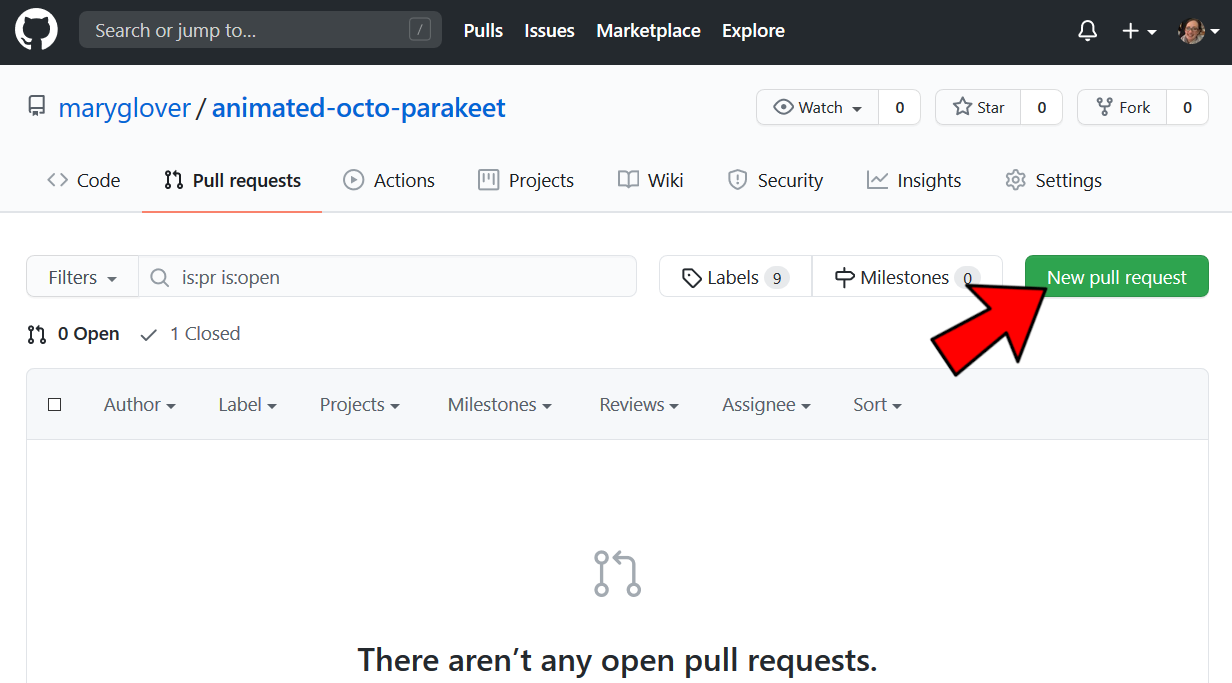 Search or jump to... / Pulls Issues Marketplace Explore
maryglover / animated-octo-parakeet Watch 0 Star 0 Fork 0
Code Pull requests Actions Projects Wiki Security Insights Settings
Filters is:pr is:open Labels 9 Milestones 0 New pull request
0 Open 1 Closed
Author Label Projects Milestones Reviews Assignee Sort
There aren’t any open pull requests.